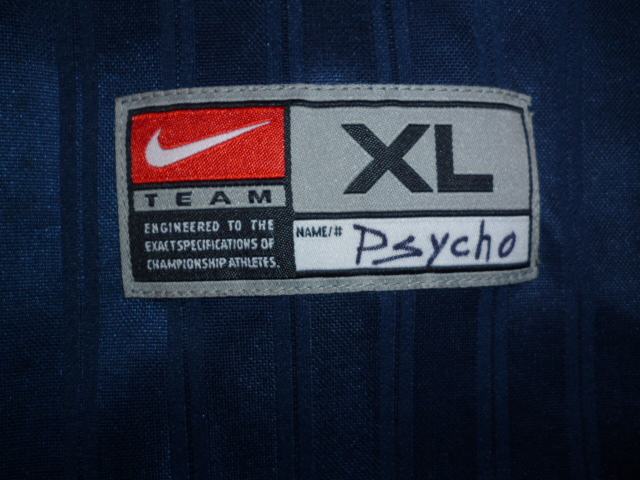 TEAM
ENGINEERED TO THE
EXACT SPECIFICATIONS OF
CHAMPIONSHIP ATHLETES.
XL
NAME/# Psycho